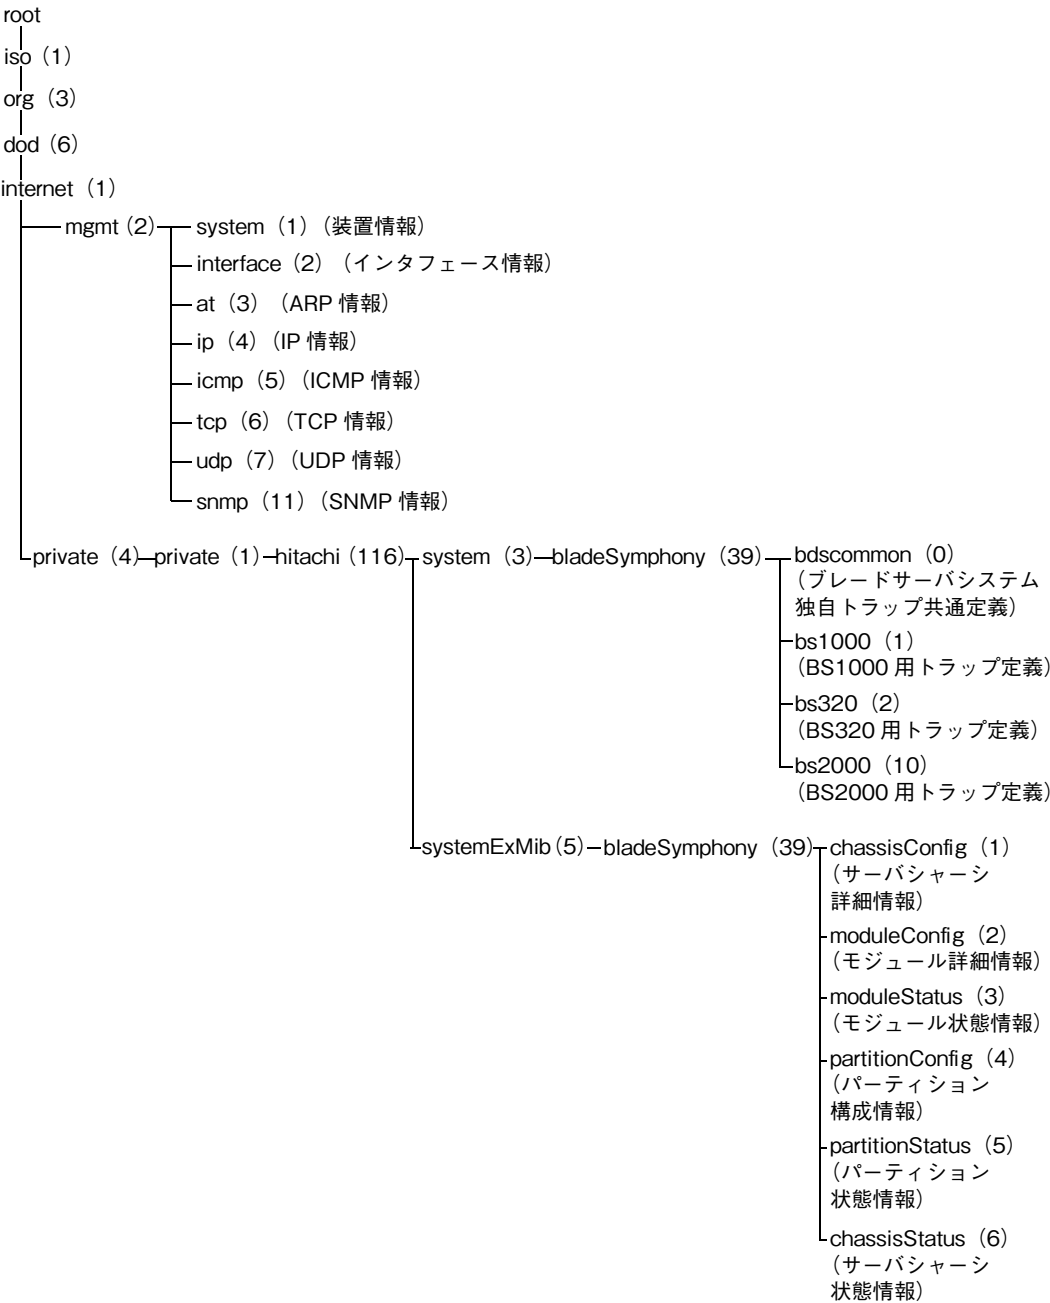 root
iso（1）
org（3）
dod（6）
internet（1）
mgmt（2） system（1）（装置情報）
interface（2）（インタフェース情報）
at（3）（ARP 情報）
ip（4）（IP 情報）
icmp（5）（ICMP 情報）
tcp（6）（TCP 情報）
udp（7）（UDP 情報）
snmp（11）（SNMP 情報）
private（4） private（1） hitachi（116） system（3） bladeSymphony（39） bdscommon（0）
（ブレードサーバシステム
独自トラップ共通定義）
bs1000（1）
（BS1000 用トラップ定義）
bs320（2）
（BS320 用トラップ定義）
bs2000（10）
（BS2000 用トラップ定義）
systemExMib（5） bladeSymphony（39） chassisConfig（1）
（サーバシャーシ
詳細情報）
moduleConfig（2）
（モジュール詳細情報）
moduleStatus（3）
（モジュール状態情報）
partitionConfig（4）
（パーティション
構成情報）
partitionStatus（5）
（パーティション
状態情報）
chassisStatus（6）
（サーバシャーシ
状態情報）